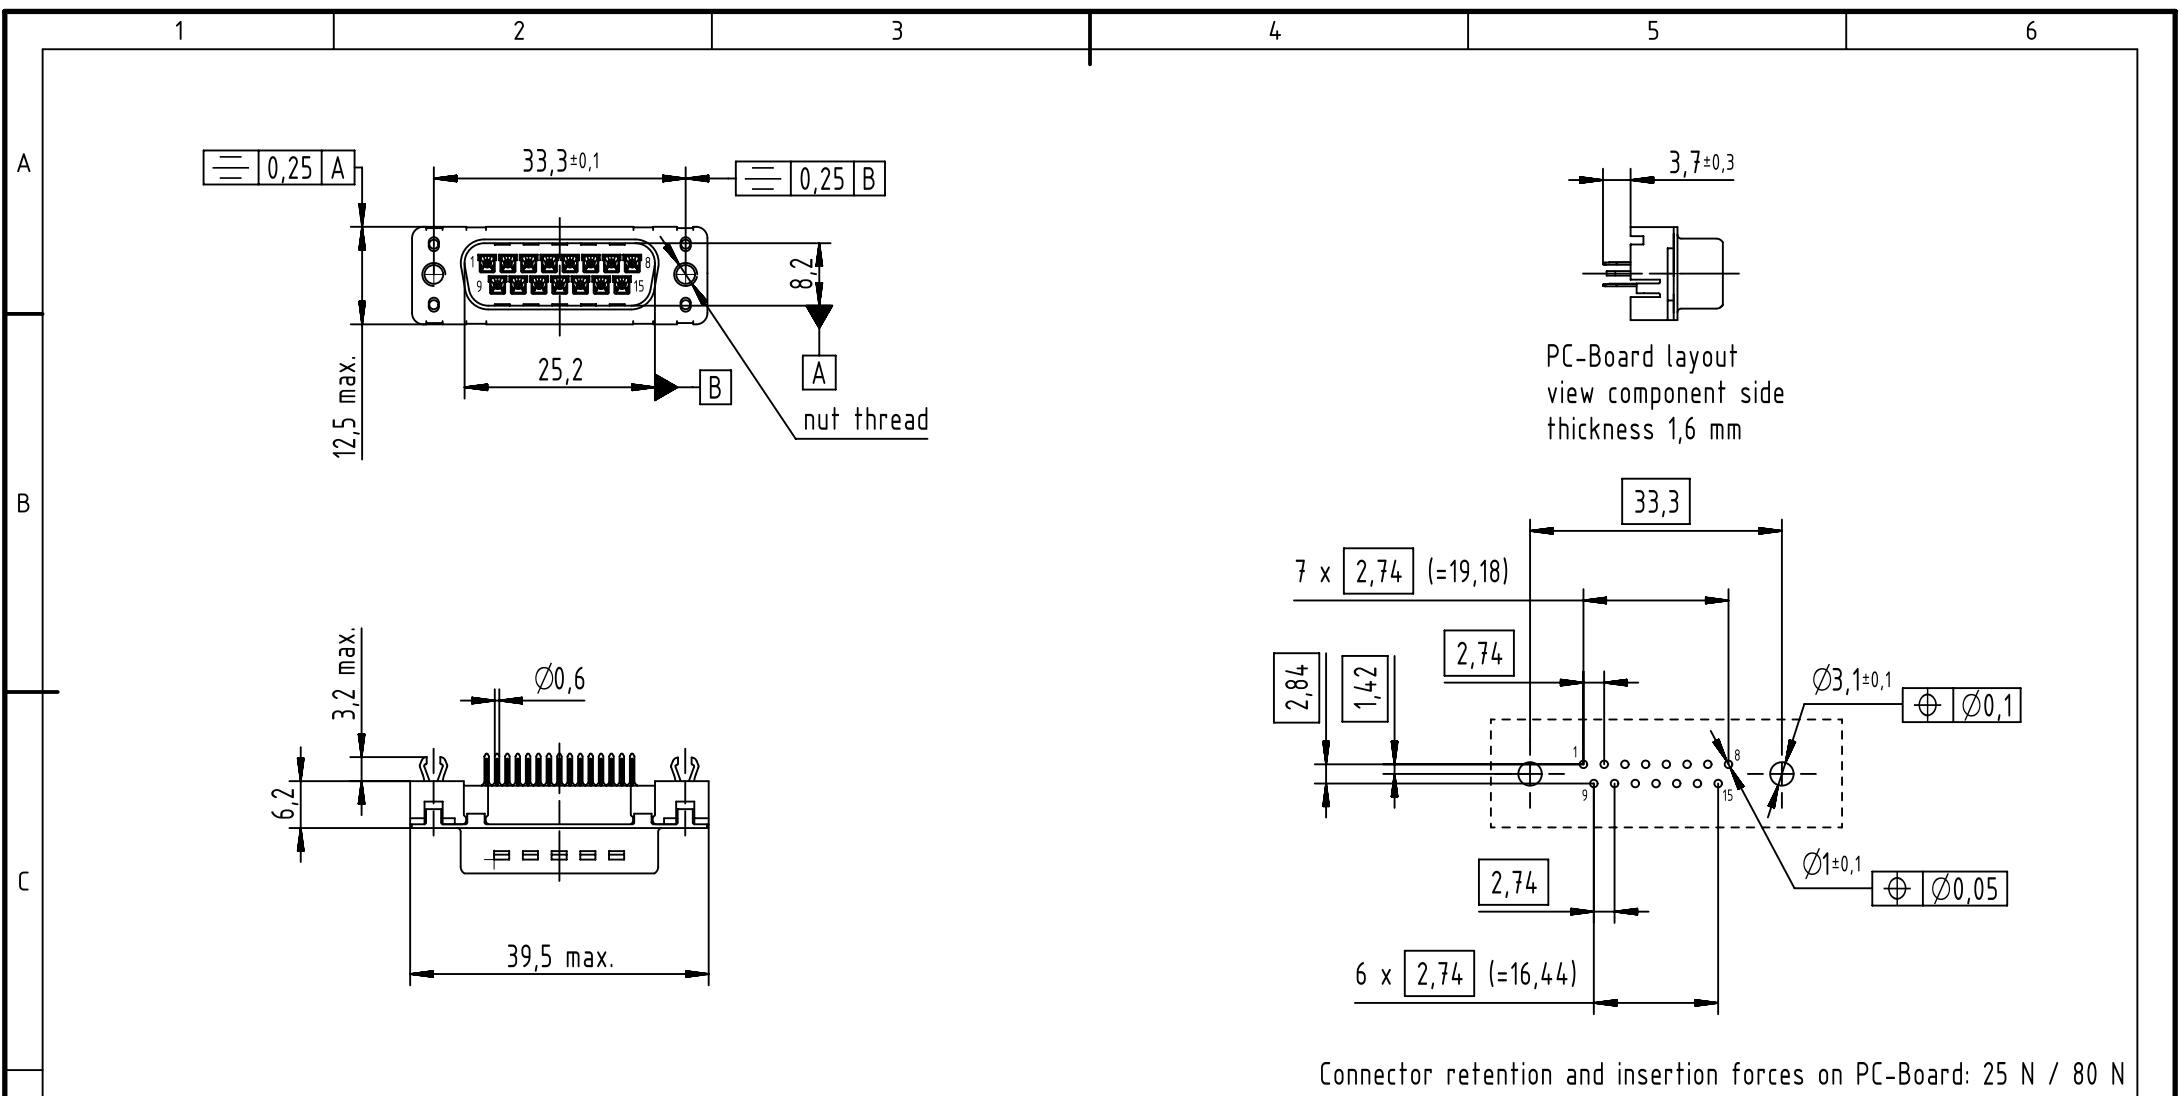 1 2 3 4 5 6
A
B
C
0,25 A
33,3±0,1
0,25 B
1 8
9 15
8,2
12,5 max.
25,2
B
A
nut thread
3,7±0,3
PC-Board layout
view component side
thickness 1,6 mm
33,3
7 x 2,74 (=19,18)
2,74
2,84
1,42
Ø3,1±0,1
Ø0,1
1 8
9 15
Ø1±0,1
Ø0,05
2,74
6 x 2,74 (=16,44)
3,2 max.
Ø0,6
6,2
39,5 max.
Connector retention and insertion forces on PC-Board: 25 N / 80 N